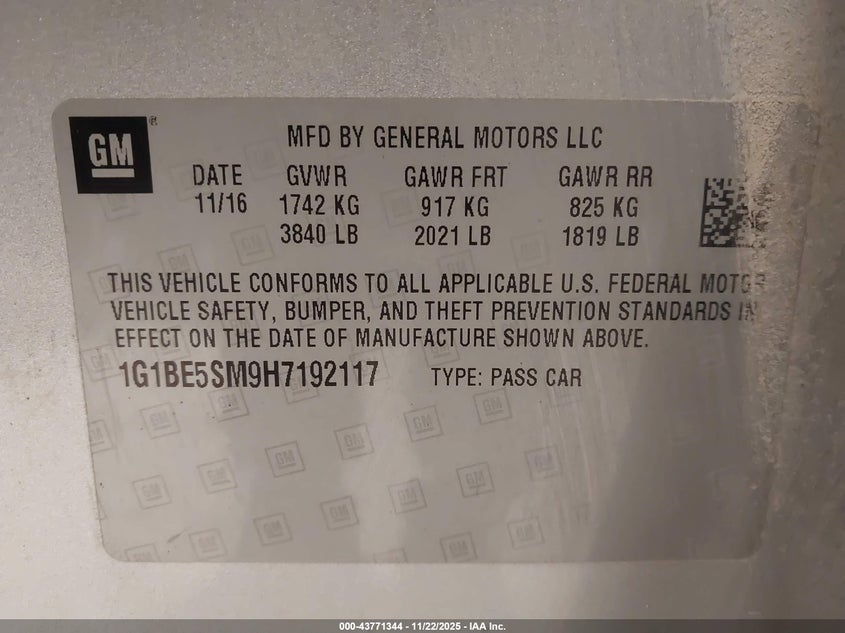 GM®
MFD BY GENERAL MOTORS LLC
DATE GVWR GAWR FRT GAWR RR
11/16 1742 KG 917 KG 825 KG
3840 LB 2021 LB 1819 LB
THIS VEHICLE CONFORMS TO ALL APPLICABLE U.S. FEDERAL MOTOR
VEHICLE SAFETY, BUMPER, AND THEFT PREVENTION STANDARDS IN
EFFECT ON THE DATE OF MANUFACTURE SHOWN ABOVE.
1G1BE5SM9H7192117 TYPE: PASS CAR
000-43771344 - 11/22/2025 - IAA Inc.